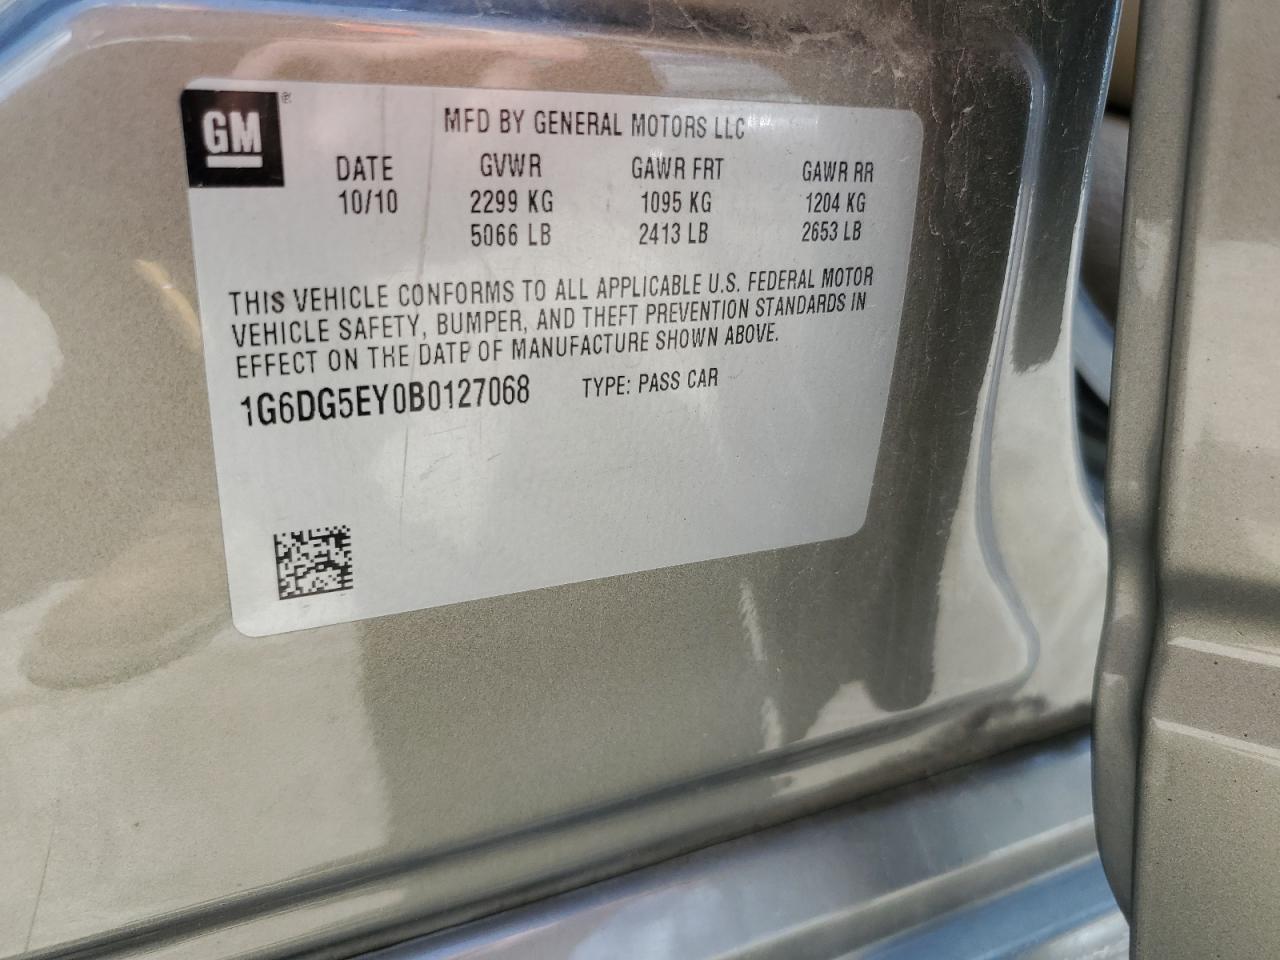 GM ®
MFD BY GENERAL MOTORS LLC
DATE GVWR GAWR FRT GAWR RR
10/10 2299 KG 1095 KG 1204 KG
5066 LB 2413 LB 2653 LB
THIS VEHICLE CONFORMS TO ALL APPLICABLE U.S. FEDERAL MOTOR
VEHICLE SAFETY, BUMPER, AND THEFT PREVENTION STANDARDS IN
EFFECT ON THE DATE OF MANUFACTURE SHOWN ABOVE.
1G6DG5EY0B0127068 TYPE: PASS CAR